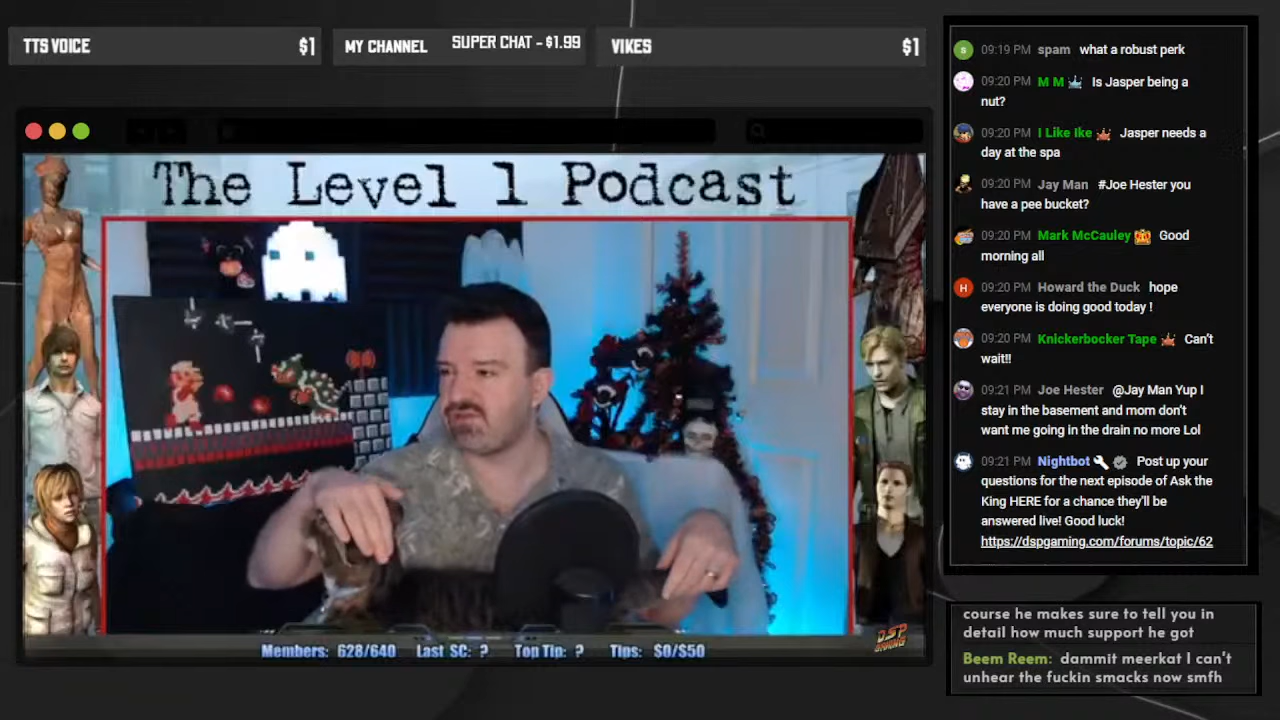 TTS VOICE $1
MY CHANNEL SUPER CHAT - $1.99
VIKES $1
The Level 1 Podcast
Members: 628/640 Last SC: ? Top Tip: ? Tips: $0/$50
DSP GAMING
S 09:19 PM spam what a robust perk
09:20 PM M M Is Jasper being a
nut?
09:20 PM I Like Ike Jasper needs a
day at the spa
09:20 PM Jay Man #Joe Hester you
have a pee bucket?
09:20 PM Mark McCauley Good
morning all
H 09:20 PM Howard the Duck hope
everyone is doing good today !
09:20 PM Knickerbocker Tape Can't
wait!!
09:21 PM Joe Hester @Jay Man Yup I
stay in the basement and mom don't
want me going in the drain no more Lol
09:21 PM Nightbot Post up your
questions for the next episode of Ask the
King HERE for a chance they'll be
answered live! Good luck!
https://dspgaming.com/forums/topic/62
course he makes sure to tell you in
detail how much support he got
Beem Reem: dammit meerkat I can't
unhear the fuckin smacks now smfh